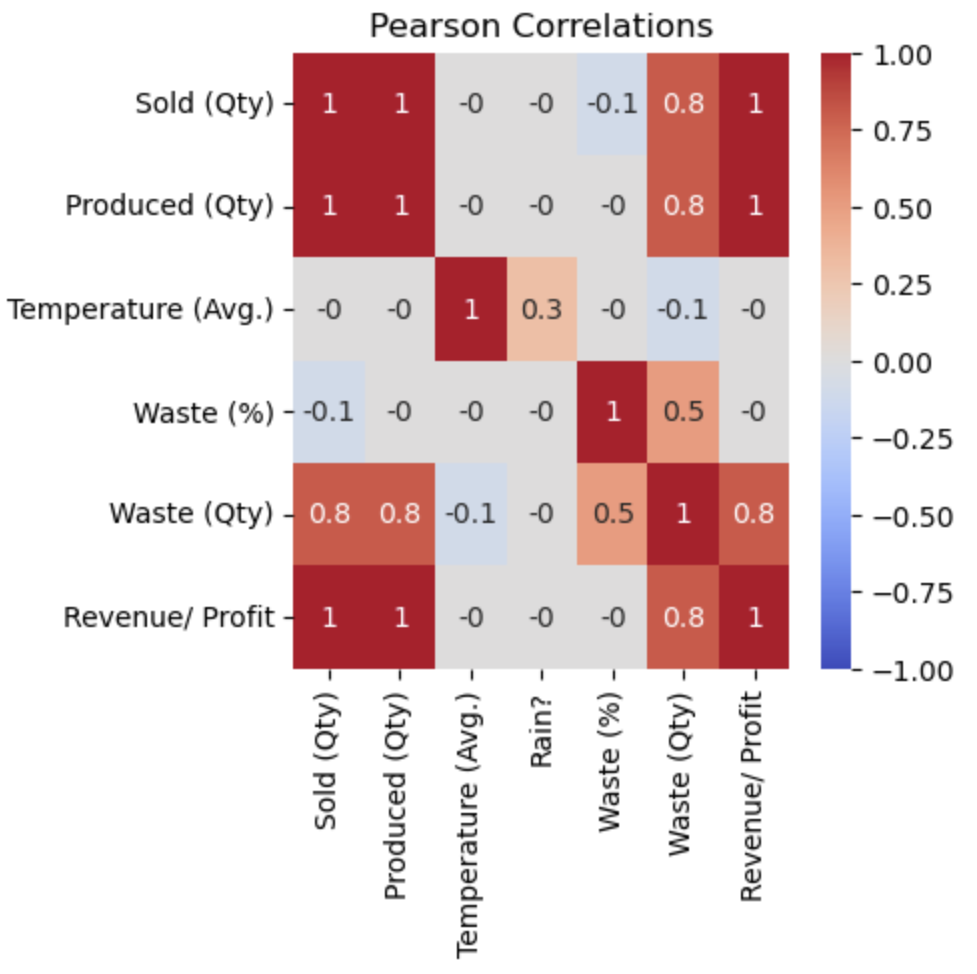 Pearson Correlations
Sold (Qty) 1 1 -0 -0 -0.1 0.8 1
Produced (Qty) 1 1 -0 -0 -0 0.8 1
Temperature (Avg.) -0 -0 1 0.3 -0 -0.1 -0
Waste (%) -0.1 -0 -0 -0 1 0.5 -0
Waste (Qty) 0.8 0.8 -0.1 -0 0.5 1 0.8
Revenue/ Profit 1 1 -0 -0 -0 0.8 1
Sold (Qty)
Produced (Qty)
Temperature (Avg.)
Rain?
Waste (%)
Waste (Qty)
Revenue/ Profit
1.00
0.75
0.50
0.25
0.00
−0.25
−0.50
−0.75
−1.00